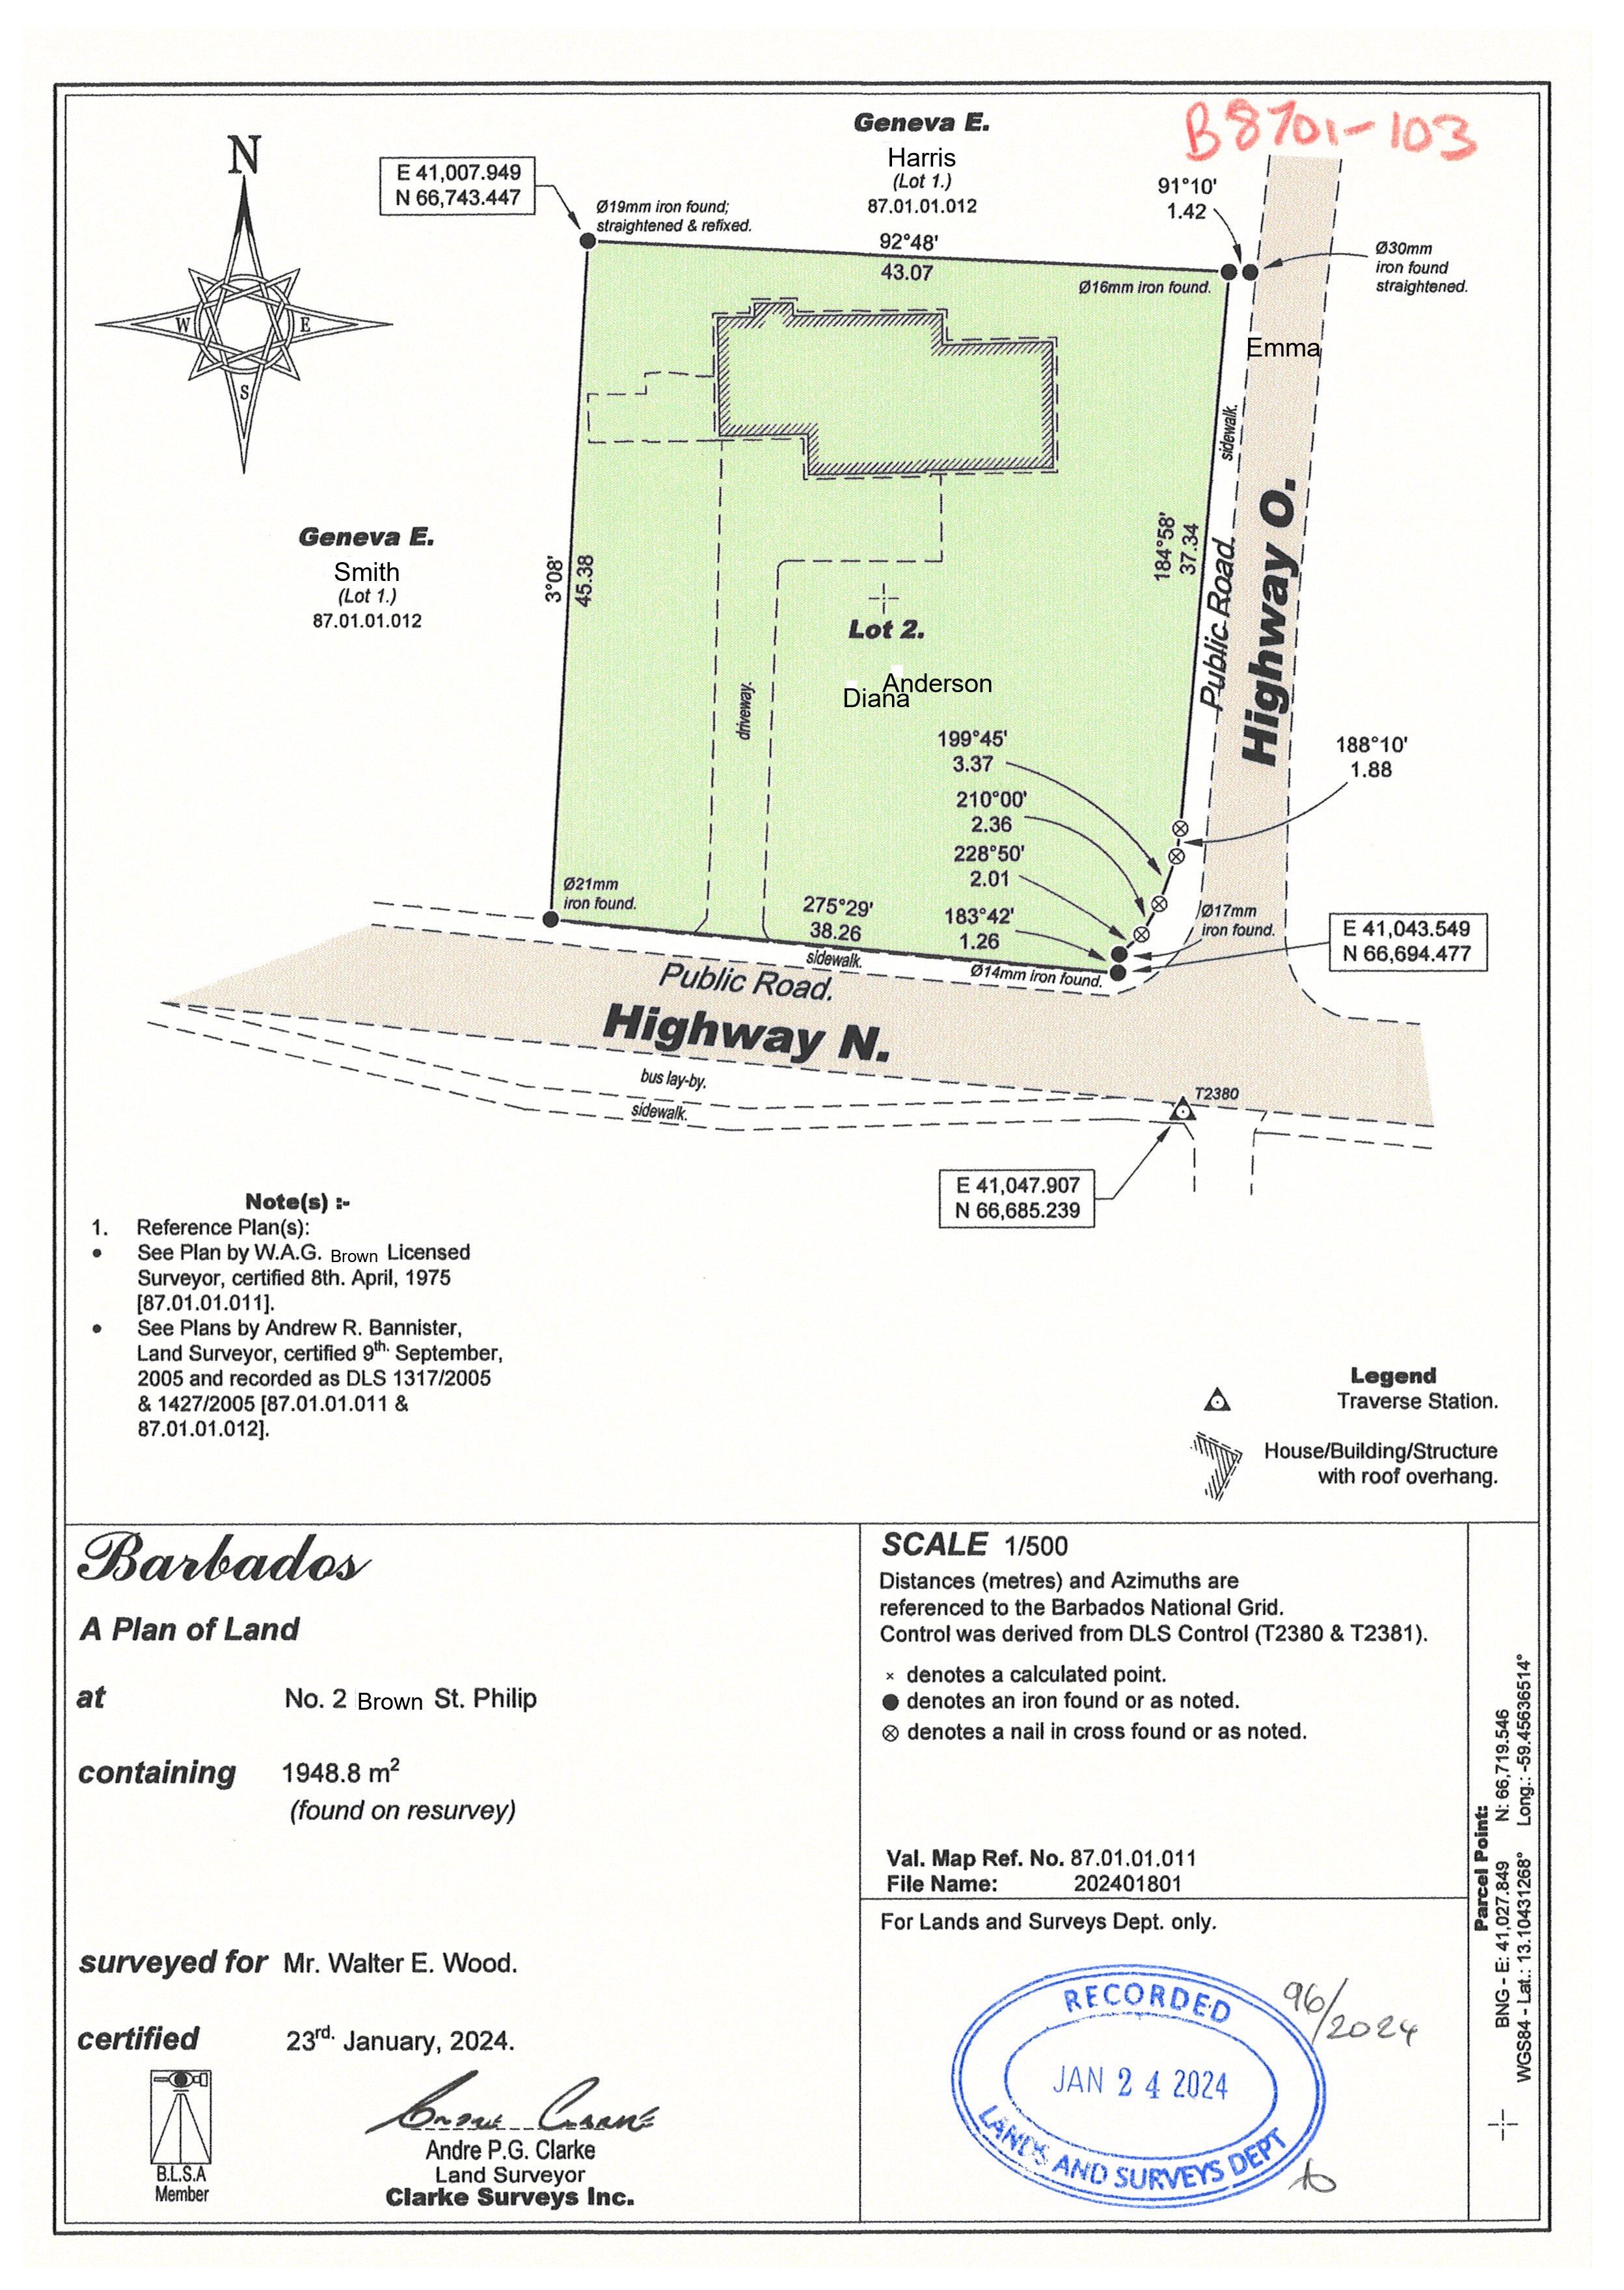 B8701-103
Geneva E.
Harris
(Lot 1.)
87.01.01.012
N
W
E
S
E 41,007.949
N 66,743.447
Ø19mm iron found;
straightened & refixed.
92°48'
43.07
91°10'
1.42
Ø30mm
iron found
straightened.
Ø16mm iron found.
Emma
sidewalk.
Public Road.
Highway O.
184°58'
37.34
Geneva E.
Smith
(Lot 1.)
87.01.01.012
3°08'
45.38
Lot 2.
Anderson
Diana
driveway.
199°45'
3.37
210°00'
2.36
228°50'
2.01
183°42'
1.26
188°10'
1.88
Ø21mm
iron found.
275°29'
38.26
sidewalk.
Ø17mm
iron found.
Ø14mm iron found.
E 41,043.549
N 66,694.477
Public Road.
Highway N.
bus lay-by.
sidewalk.
T2380
E 41,047.907
N 66,685.239
Note(s) :-
1. Reference Plan(s):
• See Plan by W.A.G. Brown Licensed
Surveyor, certified 8th. April, 1975
[87.01.01.011].
• See Plans by Andrew R. Bannister,
Land Surveyor, certified 9th. September,
2005 and recorded as DLS 1317/2005
& 1427/2005 [87.01.01.011 &
87.01.01.012].
Legend
Traverse Station.
House/Building/Structure
with roof overhang.
Barbados
A Plan of Land
at No. 2 Brown St. Philip
containing 1948.8 m²
(found on resurvey)
surveyed for Mr. Walter E. Wood.
certified 23rd. January, 2024.
B.L.S.A
Member
Andre P.G. Clarke
Land Surveyor
Clarke Surveys Inc.
SCALE 1/500
Distances (metres) and Azimuths are
referenced to the Barbados National Grid.
Control was derived from DLS Control (T2380 & T2381).
× denotes a calculated point.
● denotes an iron found or as noted.
⊗ denotes a nail in cross found or as noted.
Val. Map Ref. No. 87.01.01.011
File Name: 202401801
For Lands and Surveys Dept. only.
RECORDED
JAN 24 2024
LANDS AND SURVEYS DEPT
96/2024
Parcel Point:
BNG - E: 41,027.849 N: 66,719.546
WGS84 - Lat.: 13.10431268° Long.: -59.45636514°